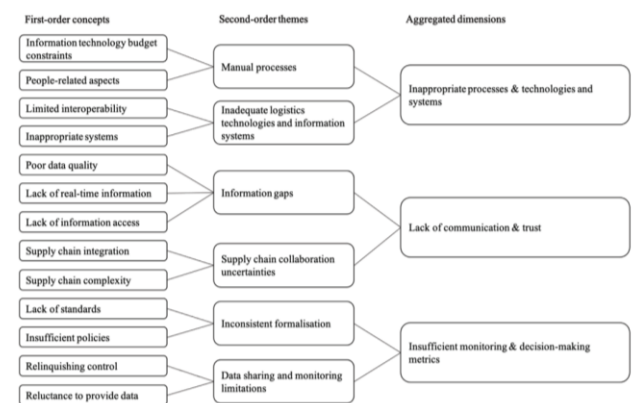 First-order concepts
Second-order themes
Aggregated dimensions
Information technology budget
constraints
People-related aspects
Limited interoperability
Inappropriate systems
Poor data quality
Lack of real-time information
Lack of information access
Supply chain integration
Supply chain complexity
Lack of standards
Insufficient policies
Relinquishing control
Reluctance to provide data
Manual processes
Inadequate logistics
technologies and information
systems
Information gaps
Supply chain collaboration
uncertainties
Inconsistent formalisation
Data sharing and monitoring
limitations
Inappropriate processes & technologies and
systems
Lack of communication & trust
Insufficient monitoring & decision-making
metrics